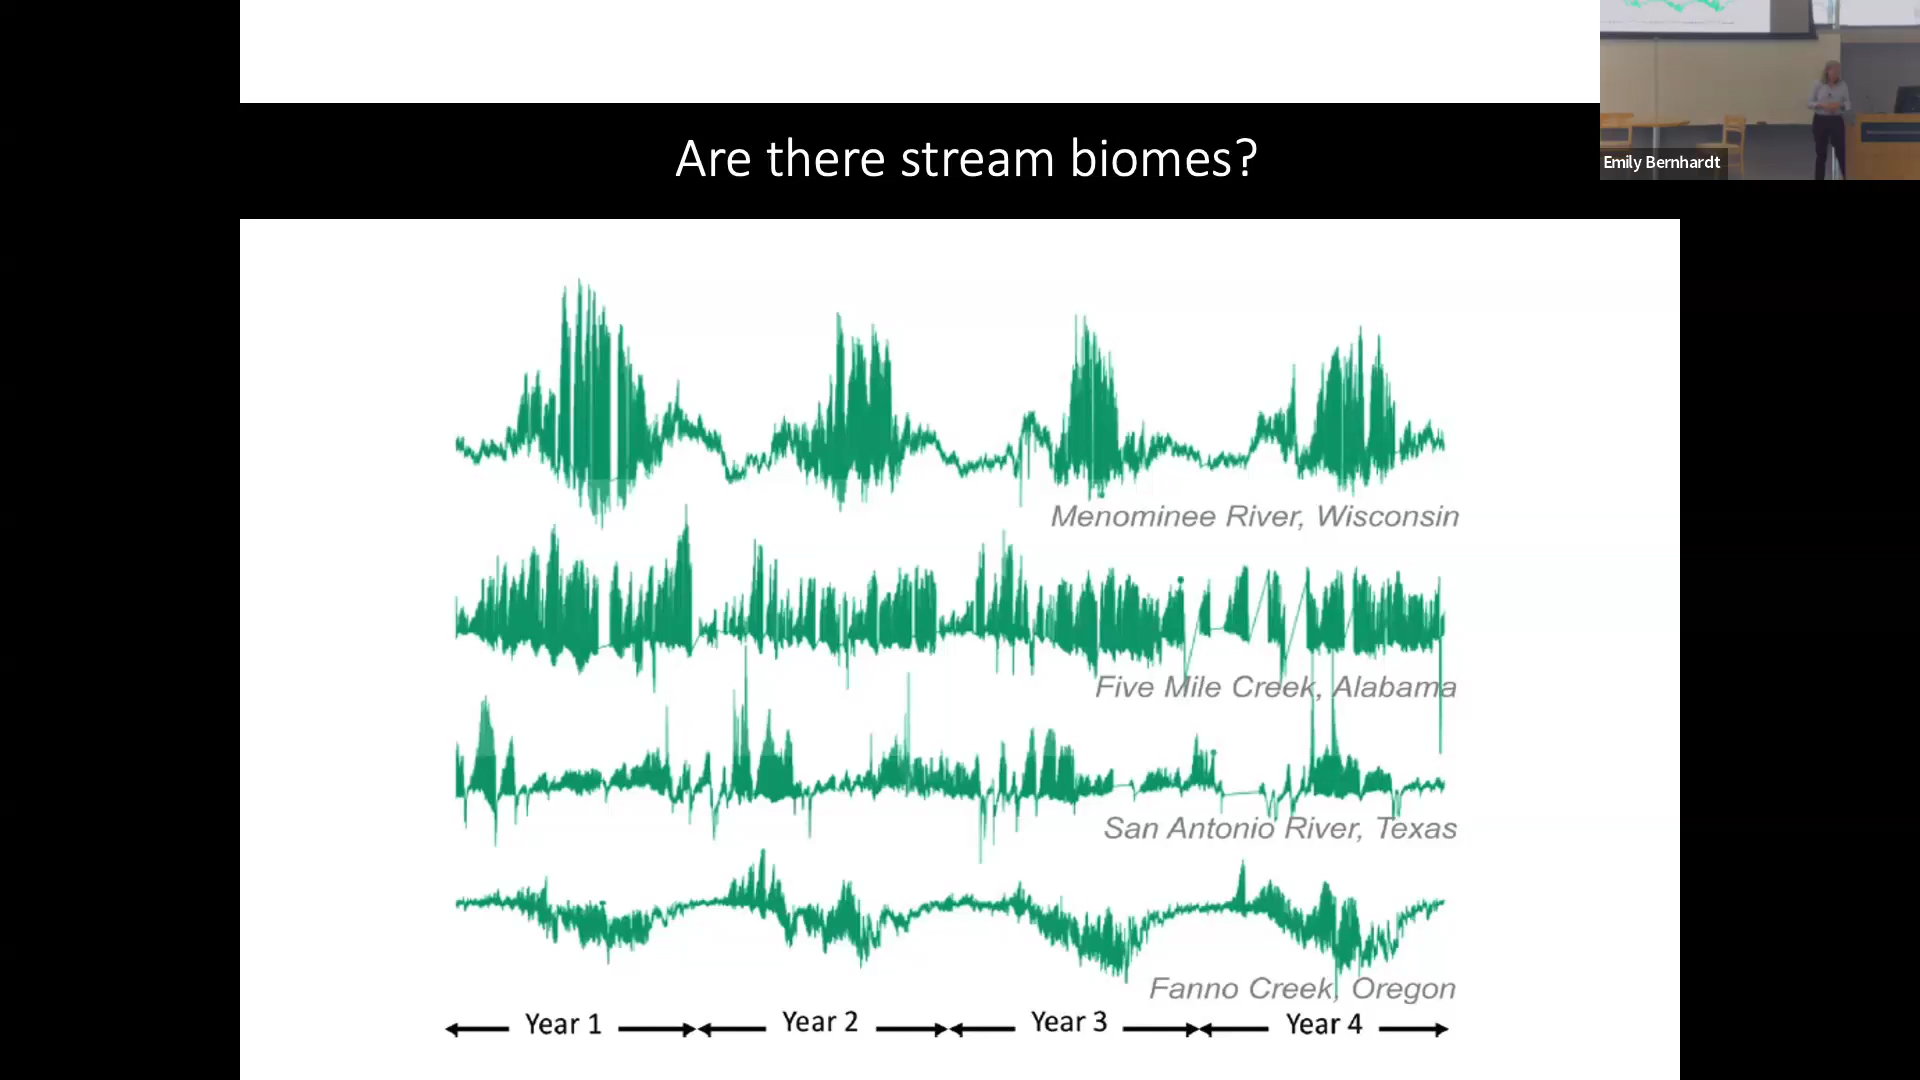 Are there stream biomes?
Emily Bernhardt
Menominee River, Wisconsin
Five Mile Creek, Alabama
San Antonio River, Texas
Fanno Creek, Oregon
Year 1
Year 2
Year 3
Year 4